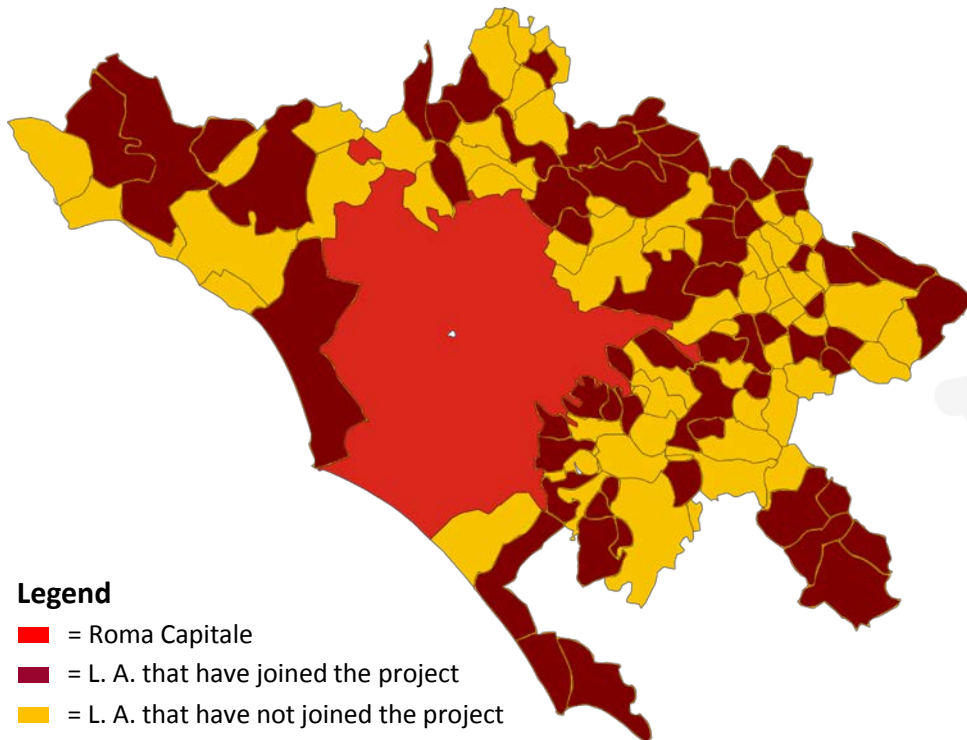 Legend
= Roma Capitale
= L. A. that have joined the project
= L. A. that have not joined the project